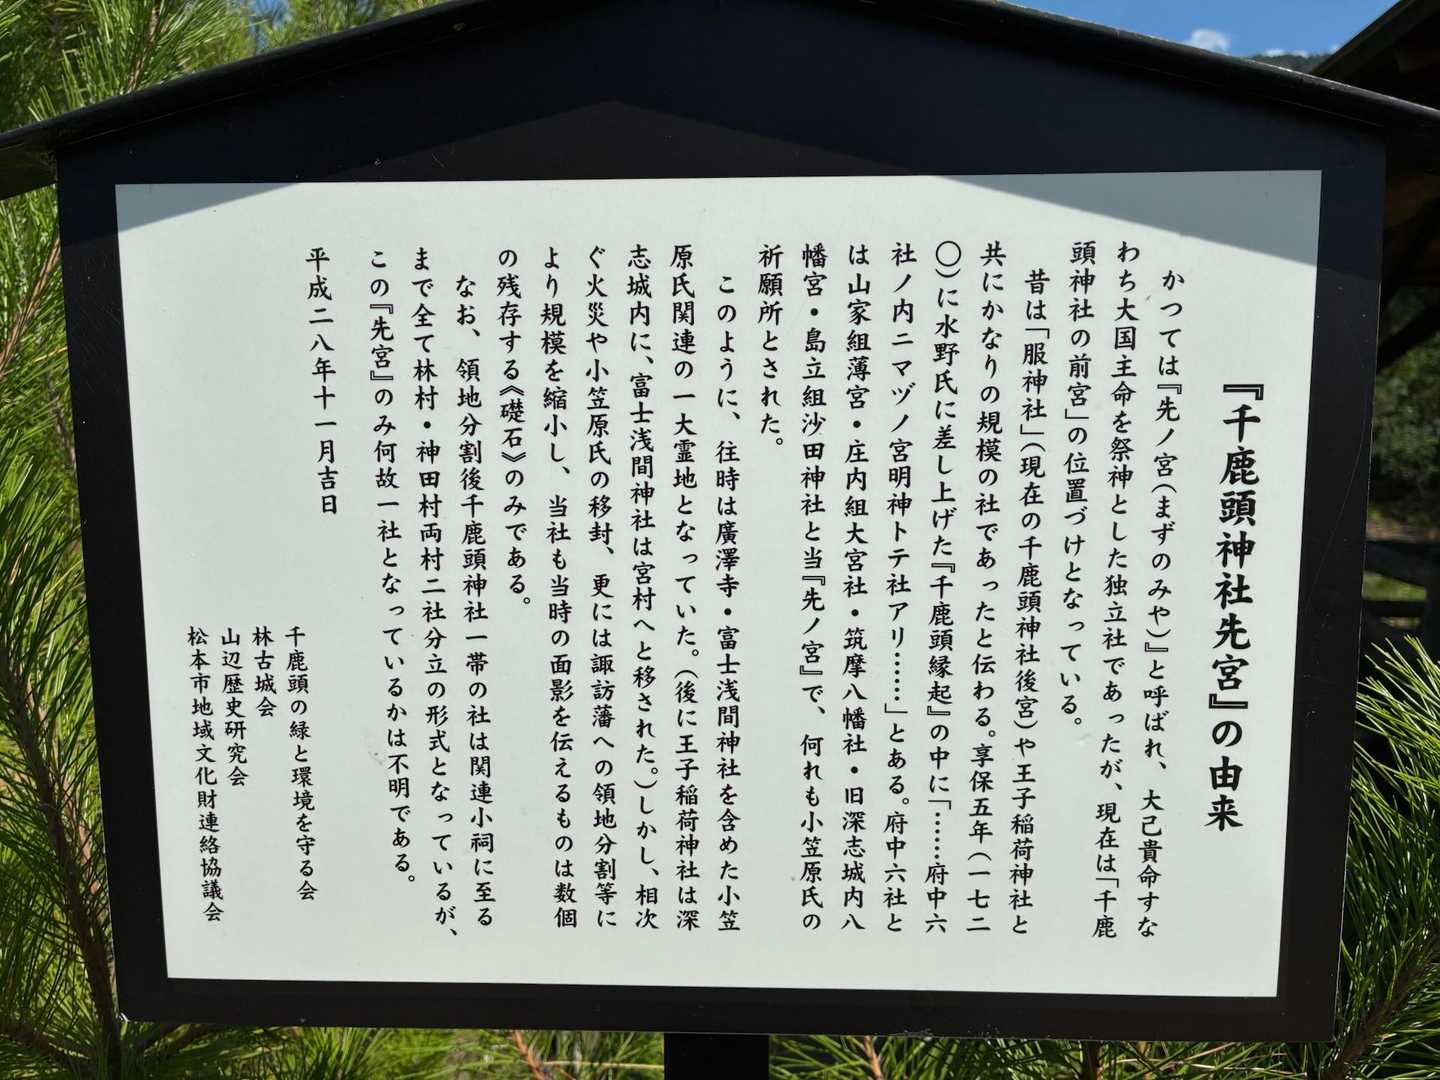 『千鹿頭神社先宮』の由来
かつては『先ノ宮(まずのみや)』と呼ばれ、大己貴命すな
わち大国主命を祭神とした独立社であったが、現在は「千鹿
頭神社の前宮」の位置づけとなっている。
昔は「服神社」(現在の千鹿頭神社後宮)や王子稲荷神社と
共にかなりの規模の社であったと伝わる。享保五年(一七二
〇)に水野氏に差し上げた『千鹿頭縁起』の中に「……府中六
社ノ内ニマヅノ宮明神トテ社アリ……」とある。府中六社と
は山家組薄宮・庄内組大宮社・筑摩八幡社・旧深志城内八
幡宮・島立組沙田神社と当『先ノ宮』で、何れも小笠原氏の
祈願所とされた。
このように、往時は廣澤寺・富士浅間神社を含めた小笠
原氏関連の一大霊地となっていた。(後に王子稲荷神社は深
志城内に、富士浅間神社は宮村へと移された。)しかし、相次
ぐ火災や小笠原氏の移封、更には諏訪藩への領地分割等に
より規模を縮小し、当社も当時の面影を伝えるものは数個
の残存する《礎石》のみである。
なお、領地分割後千鹿頭神社一帯の社は関連小祠に至る
まで全て林村・神田村両村二社分立の形式となっているが、
この『先宮』のみ何故一社となっているかは不明である。
平成二八年十一月吉日
千鹿頭の緑と環境を守る会
林古城会
山辺歴史研究会
松本市地域文化財連絡協議会